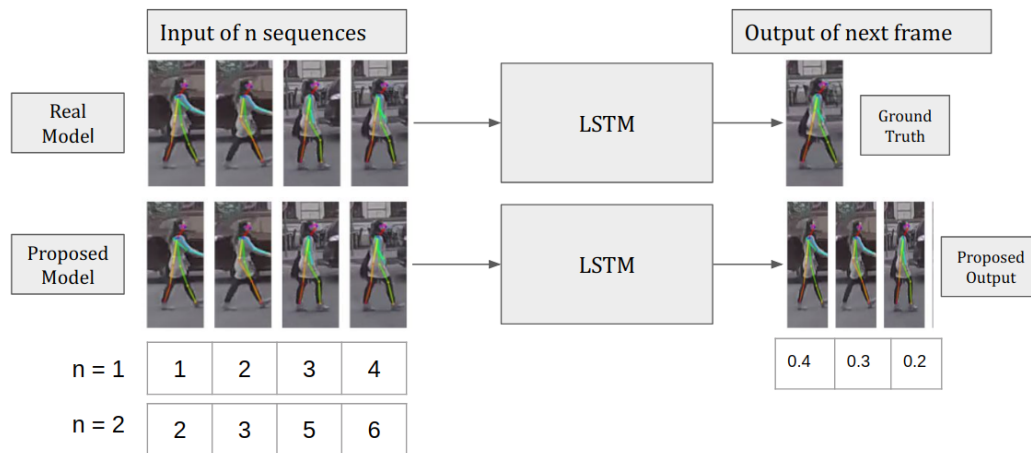 Input of n sequences
Output of next frame
Real
Model
LSTM
Ground
Truth
Proposed
Model
LSTM
Proposed
Output
n = 1
1 2 3 4
0.4 0.3 0.2
n = 2
2 3 5 6